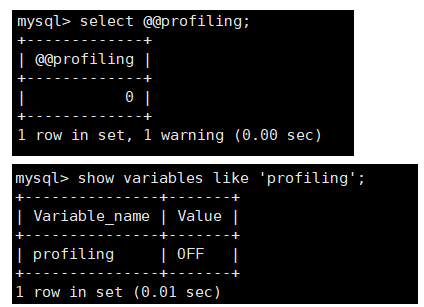 mysql> select @@profiling;
+-------------+
| @@profiling |
+-------------+
|           0 |
+-------------+
1 row in set, 1 warning (0.00 sec)
mysql> show variables like 'profiling';
+---------------+-------+
| Variable_name | Value |
+---------------+-------+
| profiling     | OFF   |
+---------------+-------+
1 row in set (0.01 sec)